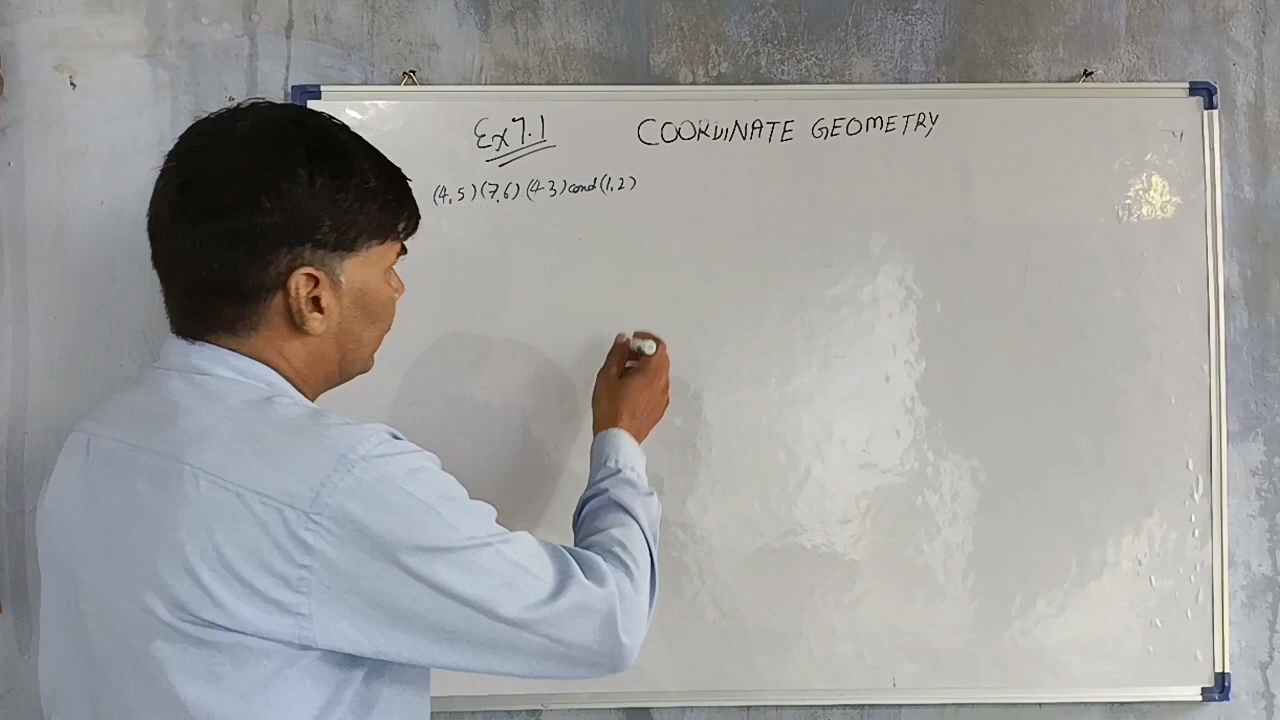 Ex 7.1
COORDINATE GEOMETRY
(4,5) (7,6) (4 3) and (1,2)